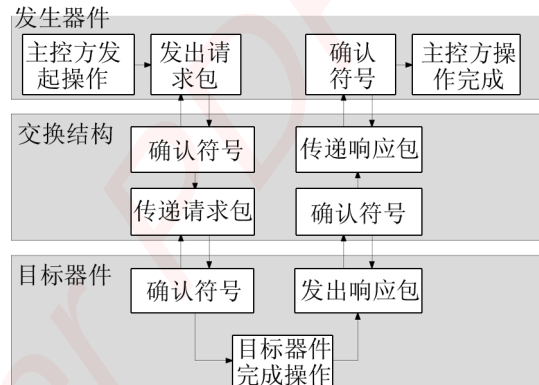 发生器件
主控方发
起操作
发出请
求包
确认
符号
主控方操
作完成
交换结构
确认符号
传递响应包
传递请求包
确认符号
目标器件
确认符号
发出响应包
目标器件
完成操作